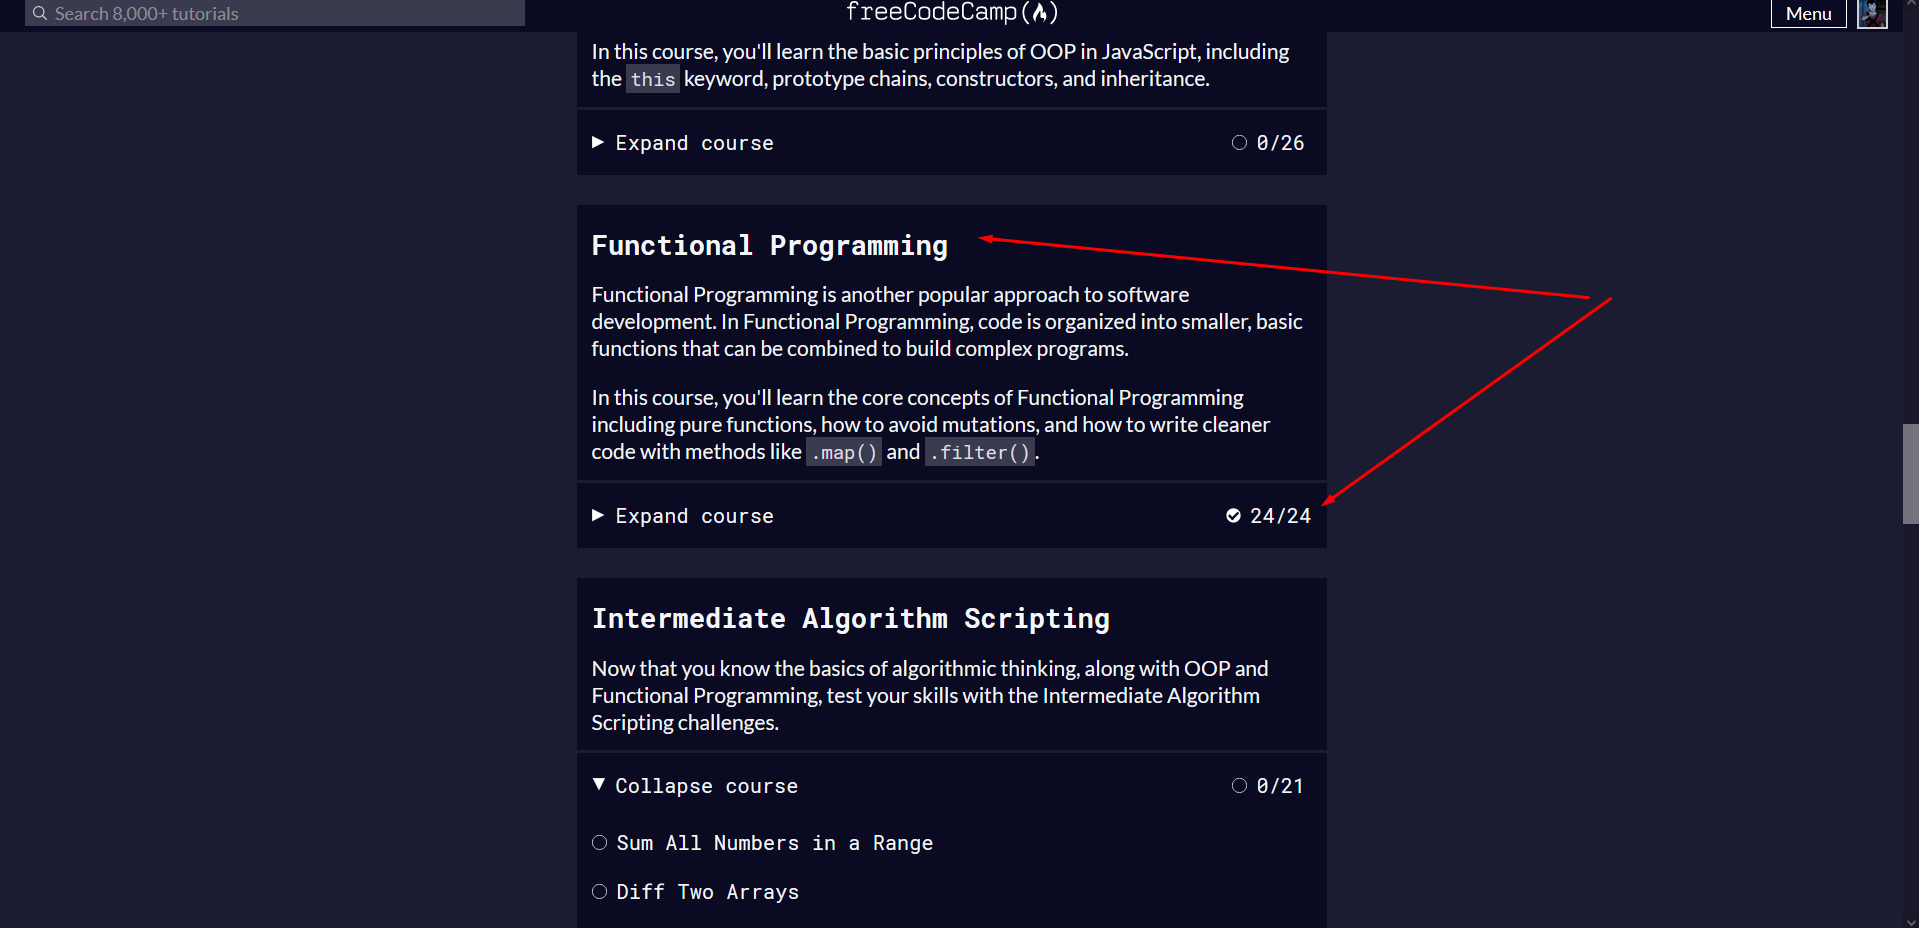 Search 8,000+ tutorials
freeCodeCamp(🔥)
Menu
In this course, you'll learn the basic principles of OOP in JavaScript, including
the this keyword, prototype chains, constructors, and inheritance.
Expand course 0/26
Functional Programming
Functional Programming is another popular approach to software
development. In Functional Programming, code is organized into smaller, basic
functions that can be combined to build complex programs.
In this course, you'll learn the core concepts of Functional Programming
including pure functions, how to avoid mutations, and how to write cleaner
code with methods like .map() and .filter().
Expand course 24/24
Intermediate Algorithm Scripting
Now that you know the basics of algorithmic thinking, along with OOP and
Functional Programming, test your skills with the Intermediate Algorithm
Scripting challenges.
Collapse course 0/21
Sum All Numbers in a Range
Diff Two Arrays